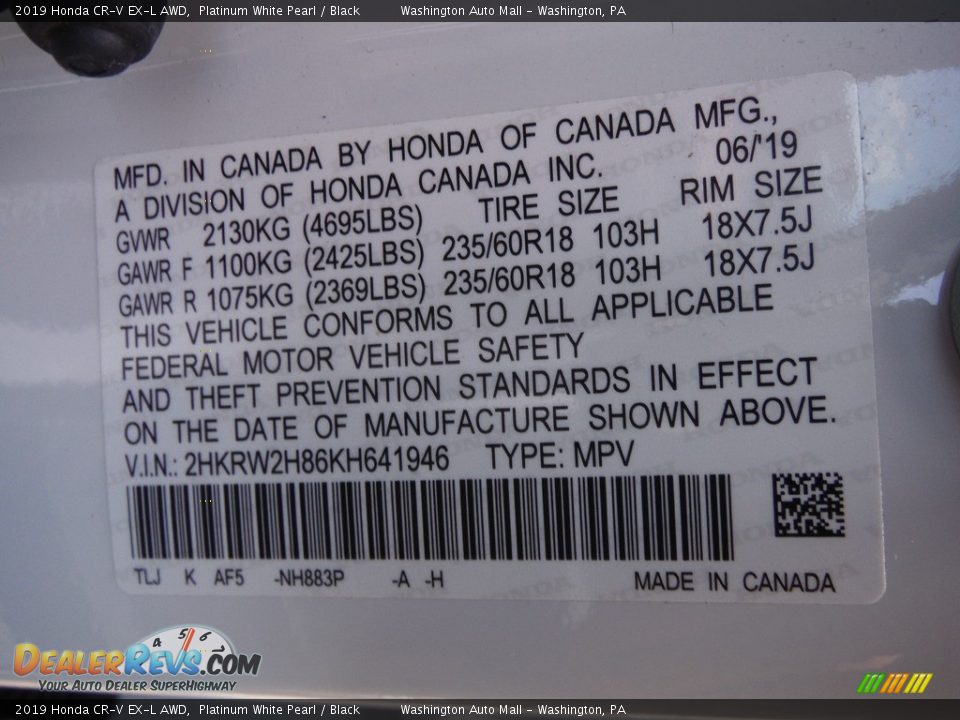 2019 Honda CR-V EX-L AWD, Platinum White Pearl / Black Washington Auto Mall - Washington, PA
MFD. IN CANADA BY HONDA OF CANADA MFG.,
A DIVISION OF HONDA CANADA INC. 06/'19
GVWR 2130KG (4695LBS) TIRE SIZE RIM SIZE
GAWR F 1100KG (2425LBS) 235/60R18 103H 18X7.5J
GAWR R 1075KG (2369LBS) 235/60R18 103H 18X7.5J
THIS VEHICLE CONFORMS TO ALL APPLICABLE
FEDERAL MOTOR VEHICLE SAFETY
AND THEFT PREVENTION STANDARDS IN EFFECT
ON THE DATE OF MANUFACTURE SHOWN ABOVE.
V.I.N.: 2HKRW2H86KH641946 TYPE: MPV
TLJ K AF5 -NH883P -A -H MADE IN CANADA
4 5 6
DEALERREVS.COM
YOUR AUTO DEALER SUPERHIGHWAY
2019 Honda CR-V EX-L AWD, Platinum White Pearl / Black Washington Auto Mall - Washington, PA